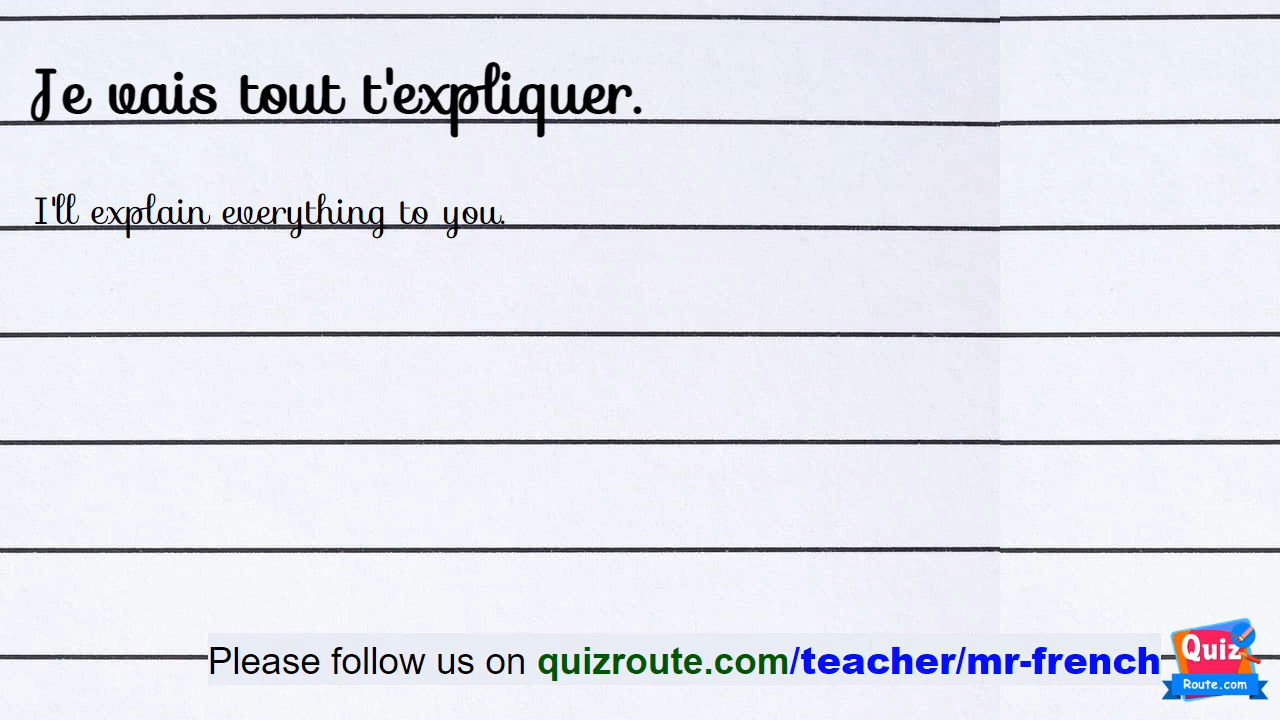 Je vais tout t'expliquer.
I'll explain everything to you.
Please follow us on quizroute.com/teacher/mr-french
Quiz
Route.com